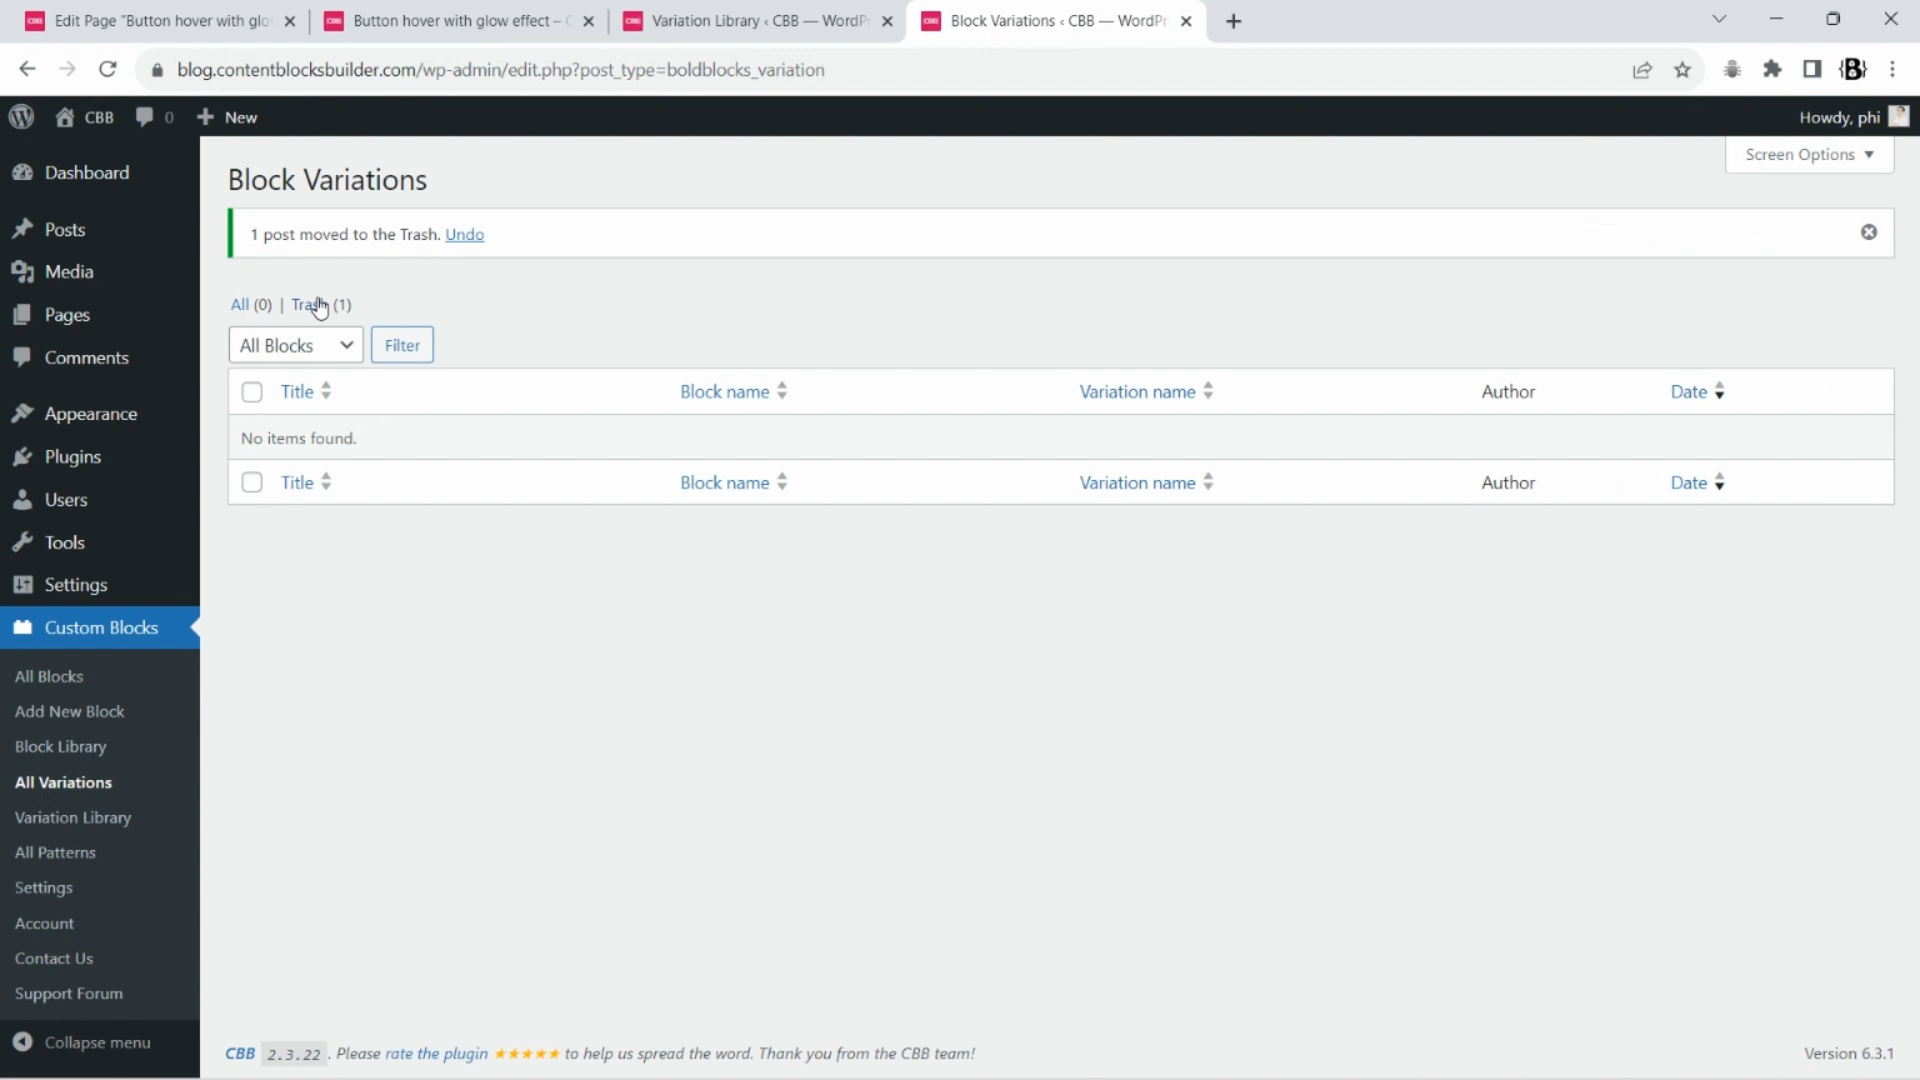 Edit Page "Button hover with glo
Button hover with glow effect – C
Variation Library ‹ CBB — WordP
Block Variations ‹ CBB — WordPr
blog.contentblocksbuilder.com/wp-admin/edit.php?post_type=boldblocks_variation
{B}
CBB
0
New
Howdy, phi
Dashboard
Posts
Media
Pages
Comments
Appearance
Plugins
Users
Tools
Settings
Custom Blocks
All Blocks
Add New Block
Block Library
All Variations
Variation Library
All Patterns
Settings
Account
Contact Us
Support Forum
Collapse menu
Screen Options
Block Variations
1 post moved to the Trash. Undo
All (0) | Trash (1)
All Blocks
Filter
Title Block name Variation name Author Date
No items found.
Title Block name Variation name Author Date
CBB 2.3.22 . Please rate the plugin ★★★★★ to help us spread the word. Thank you from the CBB team!
Version 6.3.1